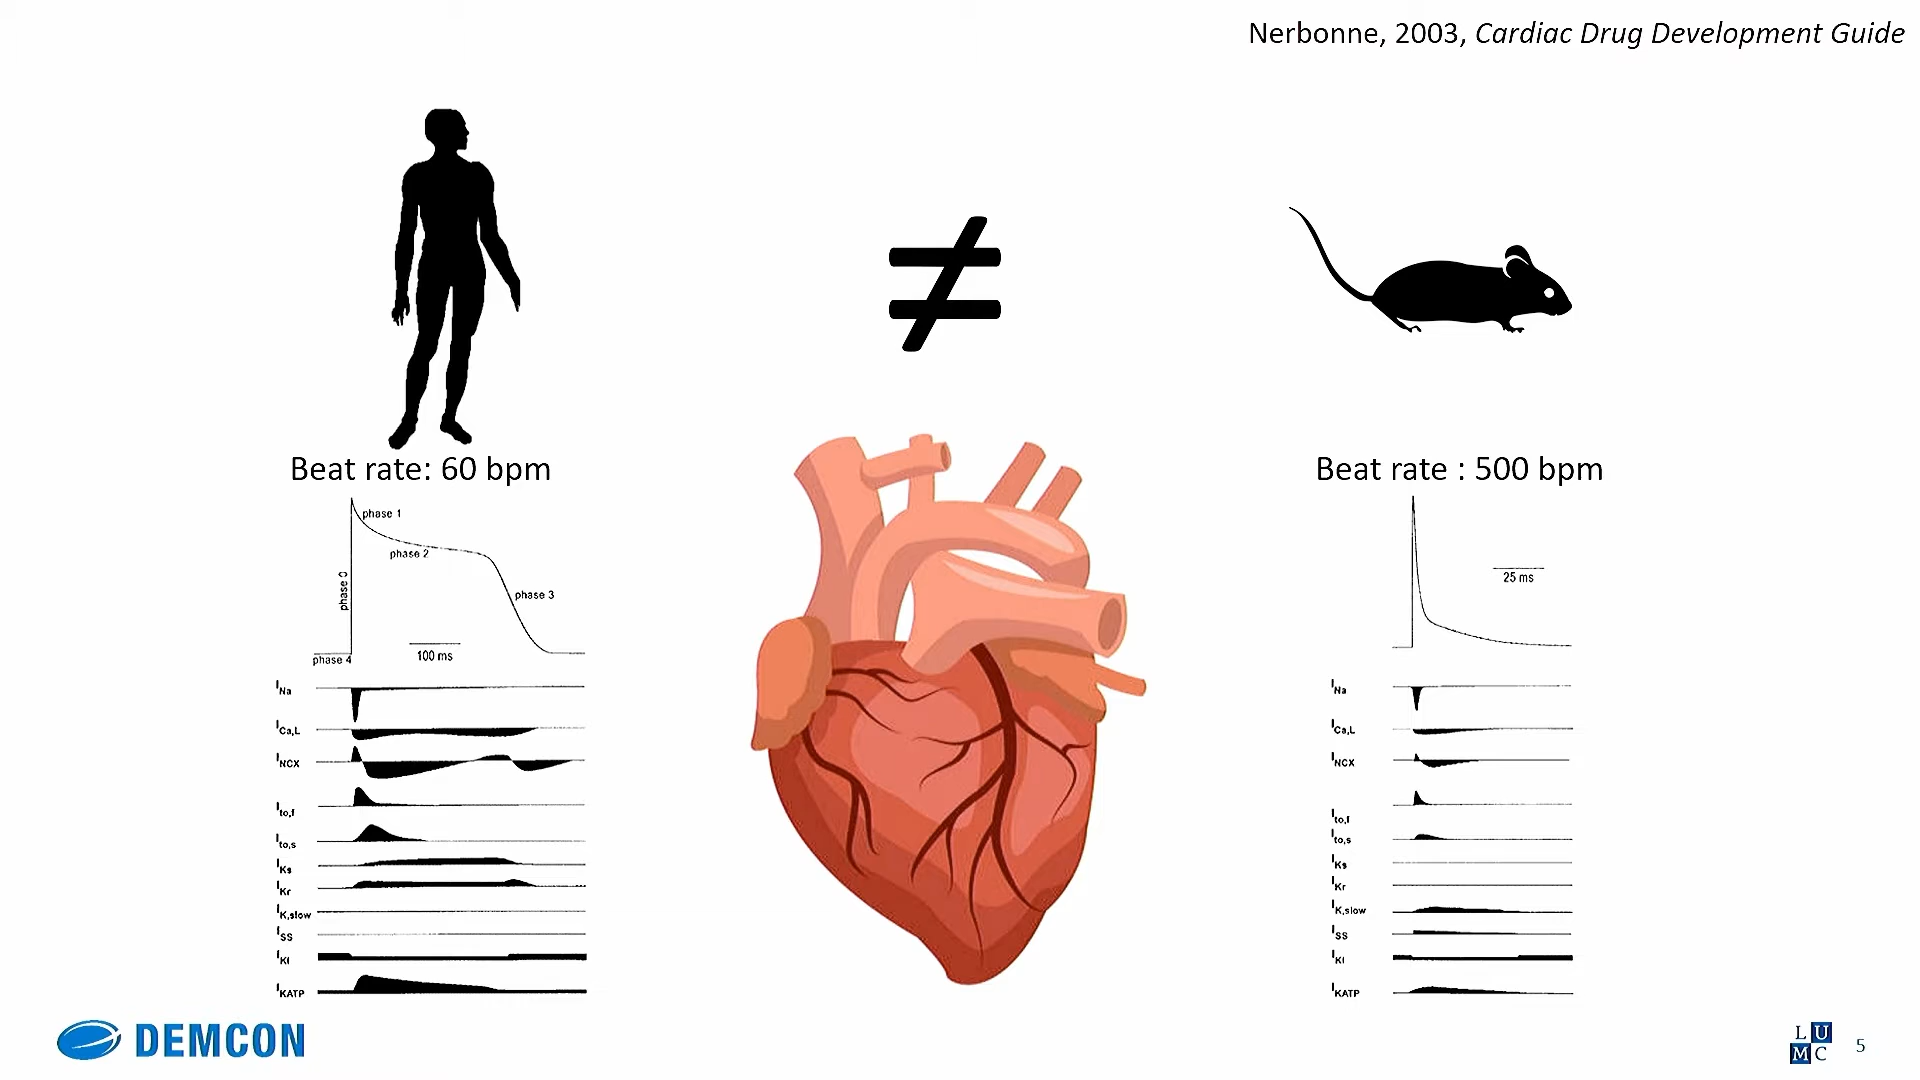 Nerbonne, 2003, Cardiac Drug Development Guide
Beat rate: 60 bpm
phase 1
phase 2
phase 0
phase 3
100 ms
phase 4
INa
ICa,L
INCX
Ito,f
Ito,s
IKs
IKr
IK,slow
ISS
IKI
IKATP
Beat rate : 500 bpm
25 ms
INa
ICa,L
INCX
Ito,f
Ito,s
IKs
IKr
IK,slow
ISS
IKI
IKATP
DEMCON
LU
MC
5